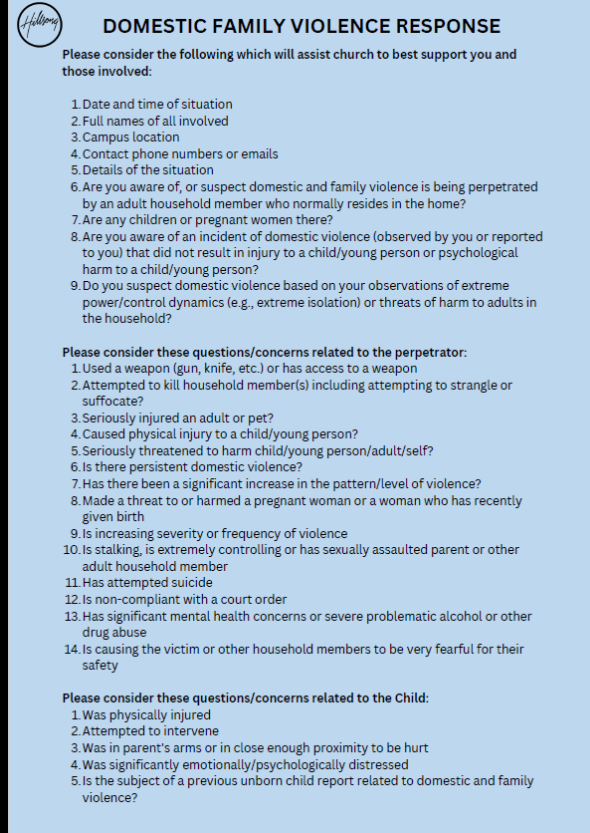 Hillsong
DOMESTIC FAMILY VIOLENCE RESPONSE
Please consider the following which will assist church to best support you and
those involved:
1. Date and time of situation
2. Full names of all involved
3. Campus location
4. Contact phone numbers or emails
5. Details of the situation
6. Are you aware of, or suspect domestic and family violence is being perpetrated
by an adult household member who normally resides in the home?
7. Are any children or pregnant women there?
8. Are you aware of an incident of domestic violence (observed by you or reported
to you) that did not result in injury to a child/young person or psychological
harm to a child/young person?
9. Do you suspect domestic violence based on your observations of extreme
power/control dynamics (e.g., extreme isolation) or threats of harm to adults in
the household?
Please consider these questions/concerns related to the perpetrator:
1. Used a weapon (gun, knife, etc.) or has access to a weapon
2. Attempted to kill household member(s) including attempting to strangle or
suffocate?
3. Seriously injured an adult or pet?
4. Caused physical injury to a child/young person?
5. Seriously threatened to harm child/young person/adult/self?
6. Is there persistent domestic violence?
7. Has there been a significant increase in the pattern/level of violence?
8. Made a threat to or harmed a pregnant woman or a woman who has recently
given birth
9. Is increasing severity or frequency of violence
10. Is stalking, is extremely controlling or has sexually assaulted parent or other
adult household member
11. Has attempted suicide
12. Is non-compliant with a court order
13. Has significant mental health concerns or severe problematic alcohol or other
drug abuse
14. Is causing the victim or other household members to be very fearful for their
safety
Please consider these questions/concerns related to the Child:
1. Was physically injured
2. Attempted to intervene
3. Was in parent's arms or in close enough proximity to be hurt
4. Was significantly emotionally/psychologically distressed
5. Is the subject of a previous unborn child report related to domestic and family
violence?